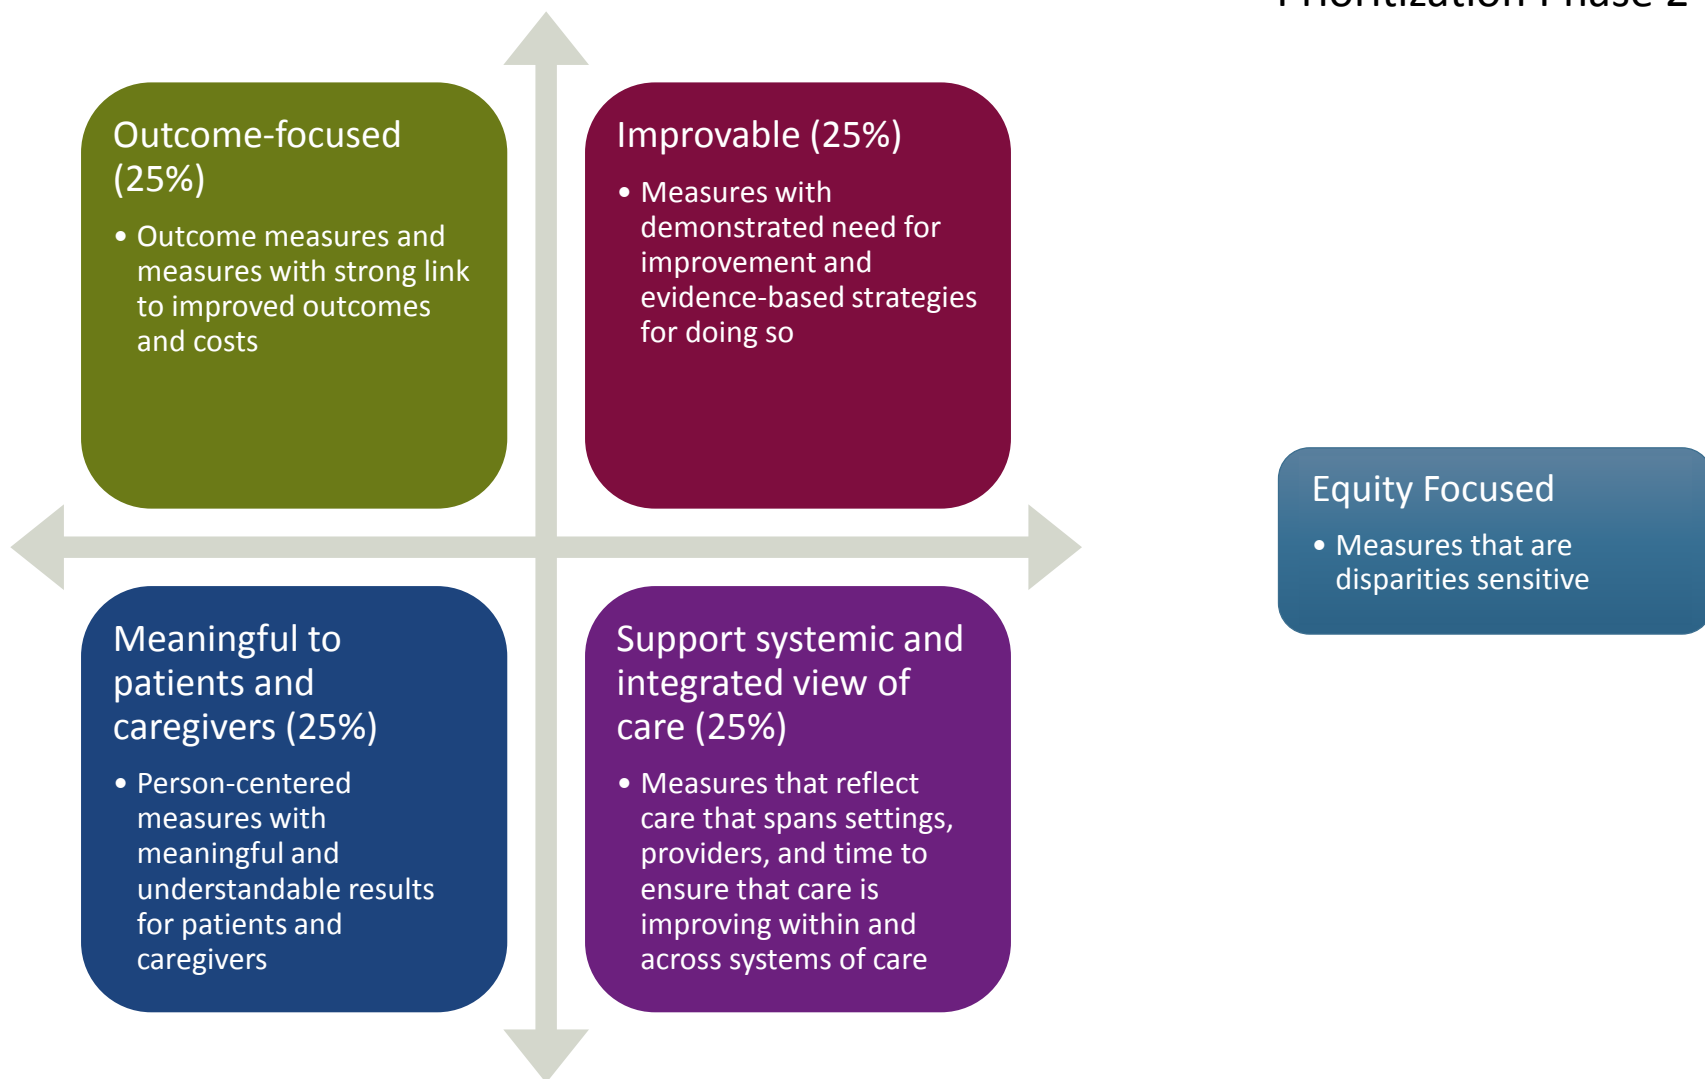 Prioritization Phase 2
Outcome-focused
(25%)
• Outcome measures and
measures with strong link
to improved outcomes
and costs
Improvable (25%)
• Measures with
demonstrated need for
improvement and
evidence-based strategies
for doing so
Meaningful to
patients and
caregivers (25%)
• Person-centered
measures with
meaningful and
understandable results
for patients and
caregivers
Support systemic and
integrated view of
care (25%)
• Measures that reflect
care that spans settings,
providers, and time to
ensure that care is
improving within and
across systems of care
Equity Focused
• Measures that are
disparities sensitive